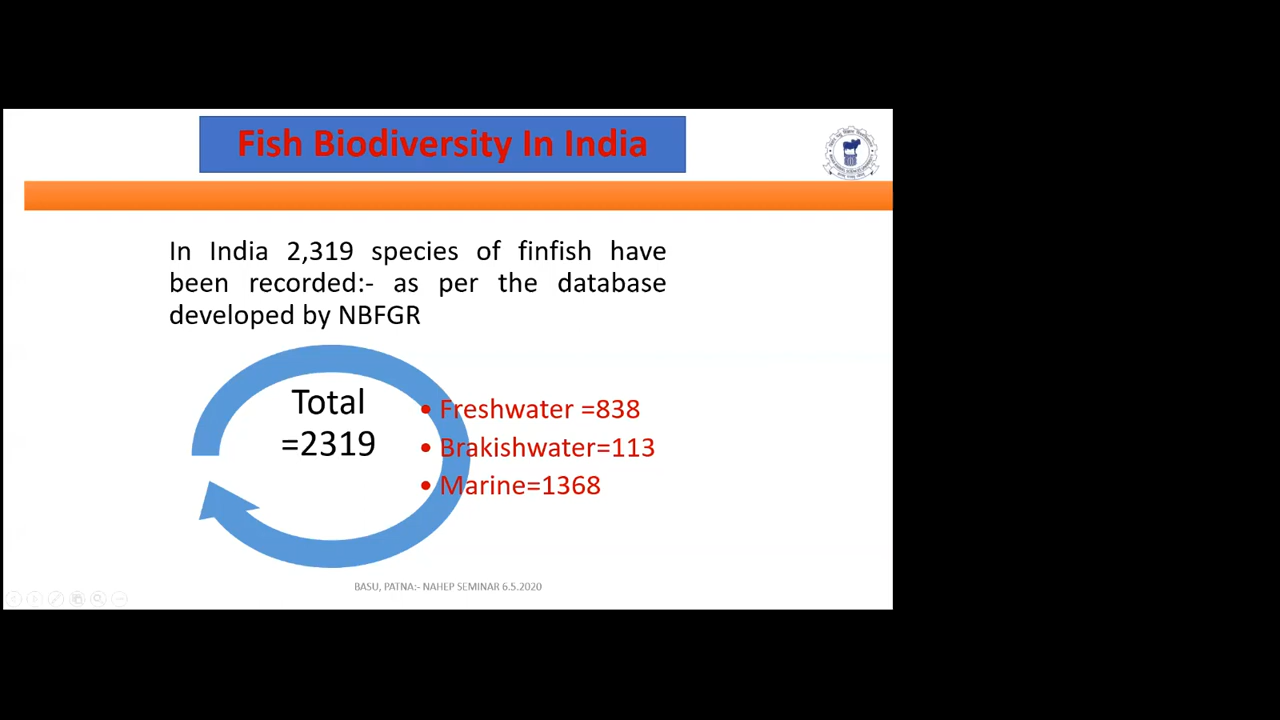 Fish Biodiversity In India
In India 2,319 species of finfish have
been recorded:- as per the database
developed by NBFGR
Total
=2319
• Freshwater =838
• Brakishwater=113
• Marine=1368
BASU, PATNA:- NAHEP SEMINAR 6.5.2020